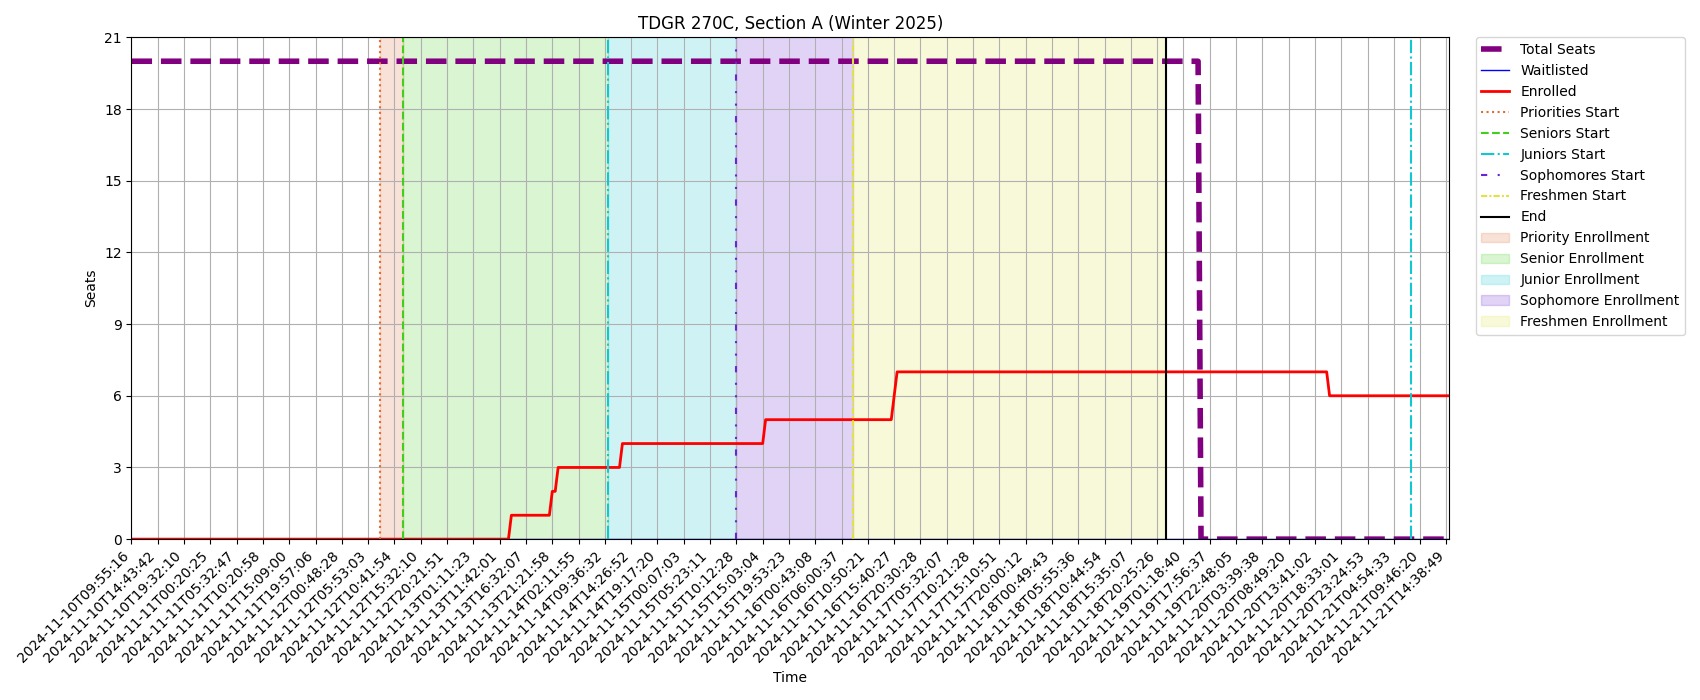 TDGR 270C, Section A (Winter 2025)
21
18
15
12
9
6
3
0
Seats
2024-11-10T09:55:16
2024-11-10T14:43:42
2024-11-10T19:32:10
2024-11-11T00:20:25
2024-11-11T05:32:47
2024-11-11T10:20:58
2024-11-11T15:09:00
2024-11-11T19:57:06
2024-11-12T00:48:28
2024-11-12T05:53:03
2024-11-12T10:41:54
2024-11-12T15:32:10
2024-11-12T20:21:51
2024-11-13T01:11:23
2024-11-13T11:42:01
2024-11-13T16:32:07
2024-11-13T21:21:58
2024-11-14T02:11:55
2024-11-14T09:36:32
2024-11-14T14:26:52
2024-11-14T19:17:20
2024-11-15T00:07:03
2024-11-15T05:23:11
2024-11-15T10:12:28
2024-11-15T15:03:04
2024-11-15T19:53:23
2024-11-16T00:43:08
2024-11-16T06:00:37
2024-11-16T10:50:21
2024-11-16T15:40:27
2024-11-16T20:30:28
2024-11-17T05:32:07
2024-11-17T10:21:28
2024-11-17T15:10:51
2024-11-17T20:00:12
2024-11-18T00:49:43
2024-11-18T05:55:36
2024-11-18T10:44:54
2024-11-18T15:35:07
2024-11-18T20:25:26
2024-11-19T01:18:40
2024-11-19T17:56:37
2024-11-19T22:48:05
2024-11-20T03:39:38
2024-11-20T08:49:20
2024-11-20T13:41:02
2024-11-20T18:33:01
2024-11-20T23:24:53
2024-11-21T04:54:33
2024-11-21T09:46:20
2024-11-21T14:38:49
Time
Total Seats
Waitlisted
Enrolled
Priorities Start
Seniors Start
Juniors Start
Sophomores Start
Freshmen Start
End
Priority Enrollment
Senior Enrollment
Junior Enrollment
Sophomore Enrollment
Freshmen Enrollment